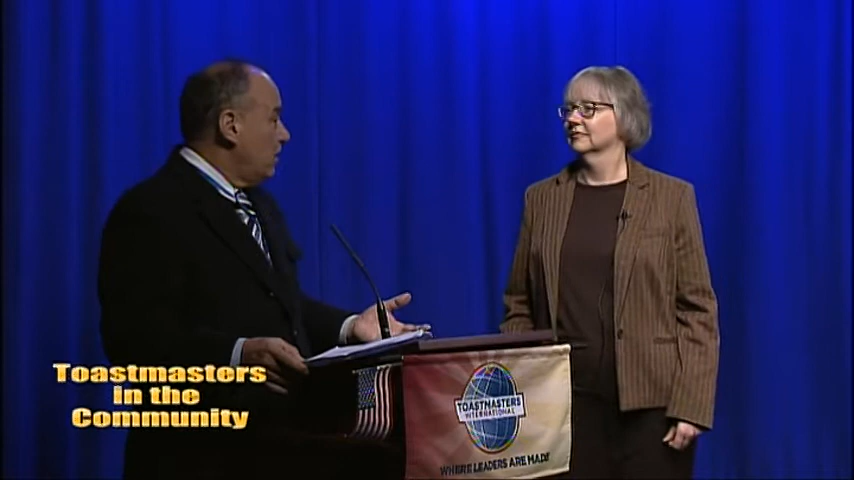 Toastmasters
in the
Community
TOASTMASTERS
INTERNATIONAL
WHERE LEADERS ARE MADE